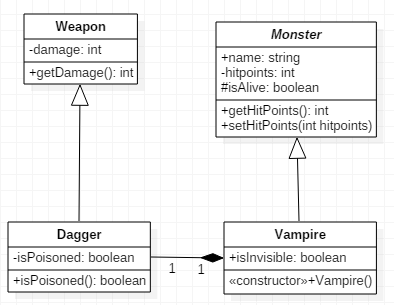 Weapon
-damage: int
+getDamage(): int
Monster
+name: string
-hitpoints: int
#isAlive: boolean
+getHitPoints(): int
+setHitPoints(int hitpoints)
Dagger
-isPoisoned: boolean
+isPoisoned(): boolean
1
1
Vampire
+isInvisible: boolean
«constructor»+Vampire()